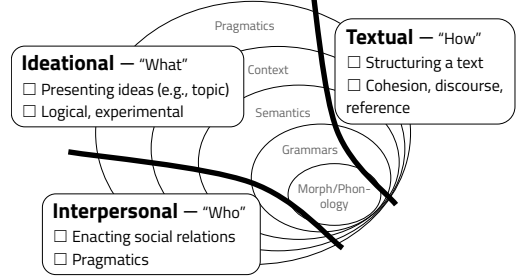 Pragmatics
Ideational — “What”
☐ Presenting ideas (e.g., topic)
☐ Logical, experimental
Textual — “How”
☐ Structuring a text
☐ Cohesion, discourse,
reference
Context
Semantics
Grammars
Morph/Phon-
ology
Interpersonal — “Who”
☐ Enacting social relations
☐ Pragmatics